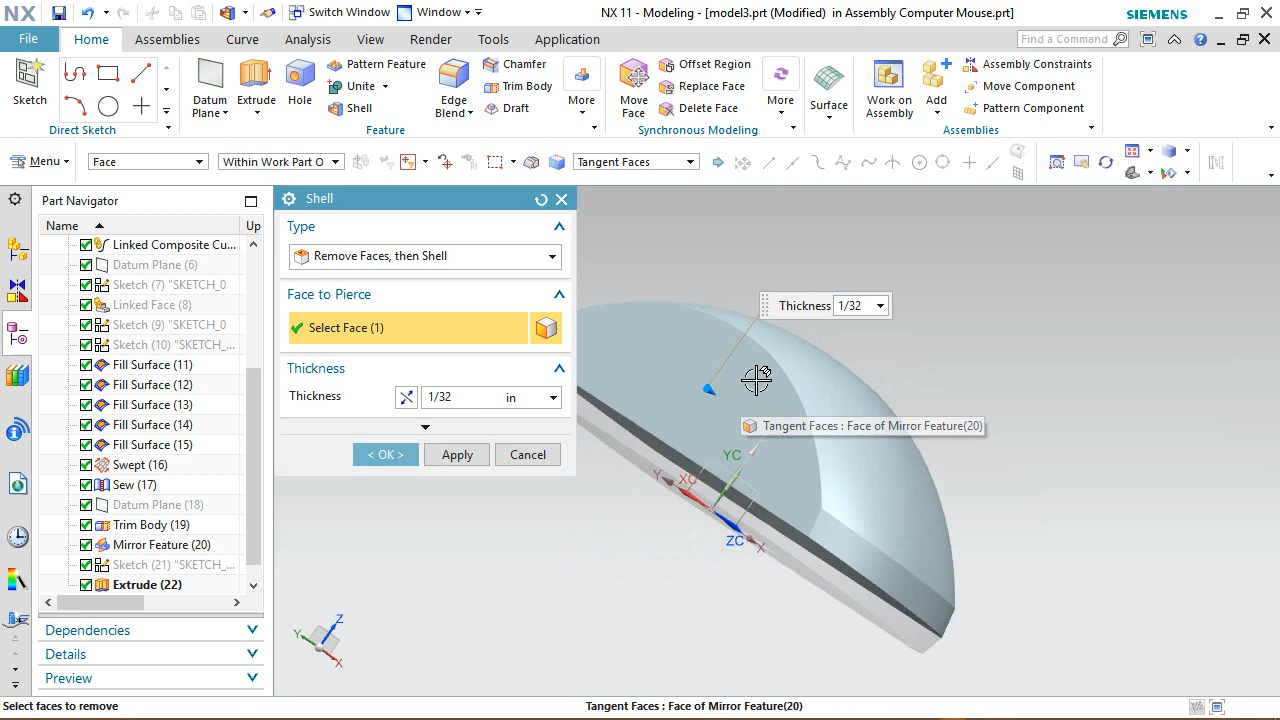 NX
Switch Window
Window
NX 11 - Modeling - [model3.prt (Modified) in Assembly Computer Mouse.prt]
SIEMENS
File
Home
Assemblies
Curve
Analysis
View
Render
Tools
Application
Find a Command
Sketch
Direct Sketch
Datum Plane
Extrude
Hole
Pattern Feature
Unite
Shell
Edge Blend
Chamfer
Trim Body
Draft
More
Feature
Move Face
Offset Region
Replace Face
Delete Face
More
Synchronous Modeling
Surface
Work on Assembly
Add
Assembly Constraints
Move Component
Pattern Component
Assemblies
Menu
Face
Within Work Part O
Tangent Faces
Part Navigator
Name
Up
Linked Composite Cu...
Datum Plane (6)
Sketch (7) "SKETCH_0
Linked Face (8)
Sketch (9) "SKETCH_0
Sketch (10) "SKETCH_...
Fill Surface (11)
Fill Surface (12)
Fill Surface (13)
Fill Surface (14)
Fill Surface (15)
Swept (16)
Sew (17)
Datum Plane (18)
Trim Body (19)
Mirror Feature (20)
Sketch (21) "SKETCH_...
Extrude (22)
Dependencies
Details
Preview
Shell
Type
Remove Faces, then Shell
Face to Pierce
Select Face (1)
Thickness
Thickness
1/32
in
< OK >
Apply
Cancel
Thickness 1/32
Tangent Faces : Face of Mirror Feature(20)
YC
Y
XC
ZC
X
Z
Y
X
Select faces to remove
Tangent Faces : Face of Mirror Feature(20)